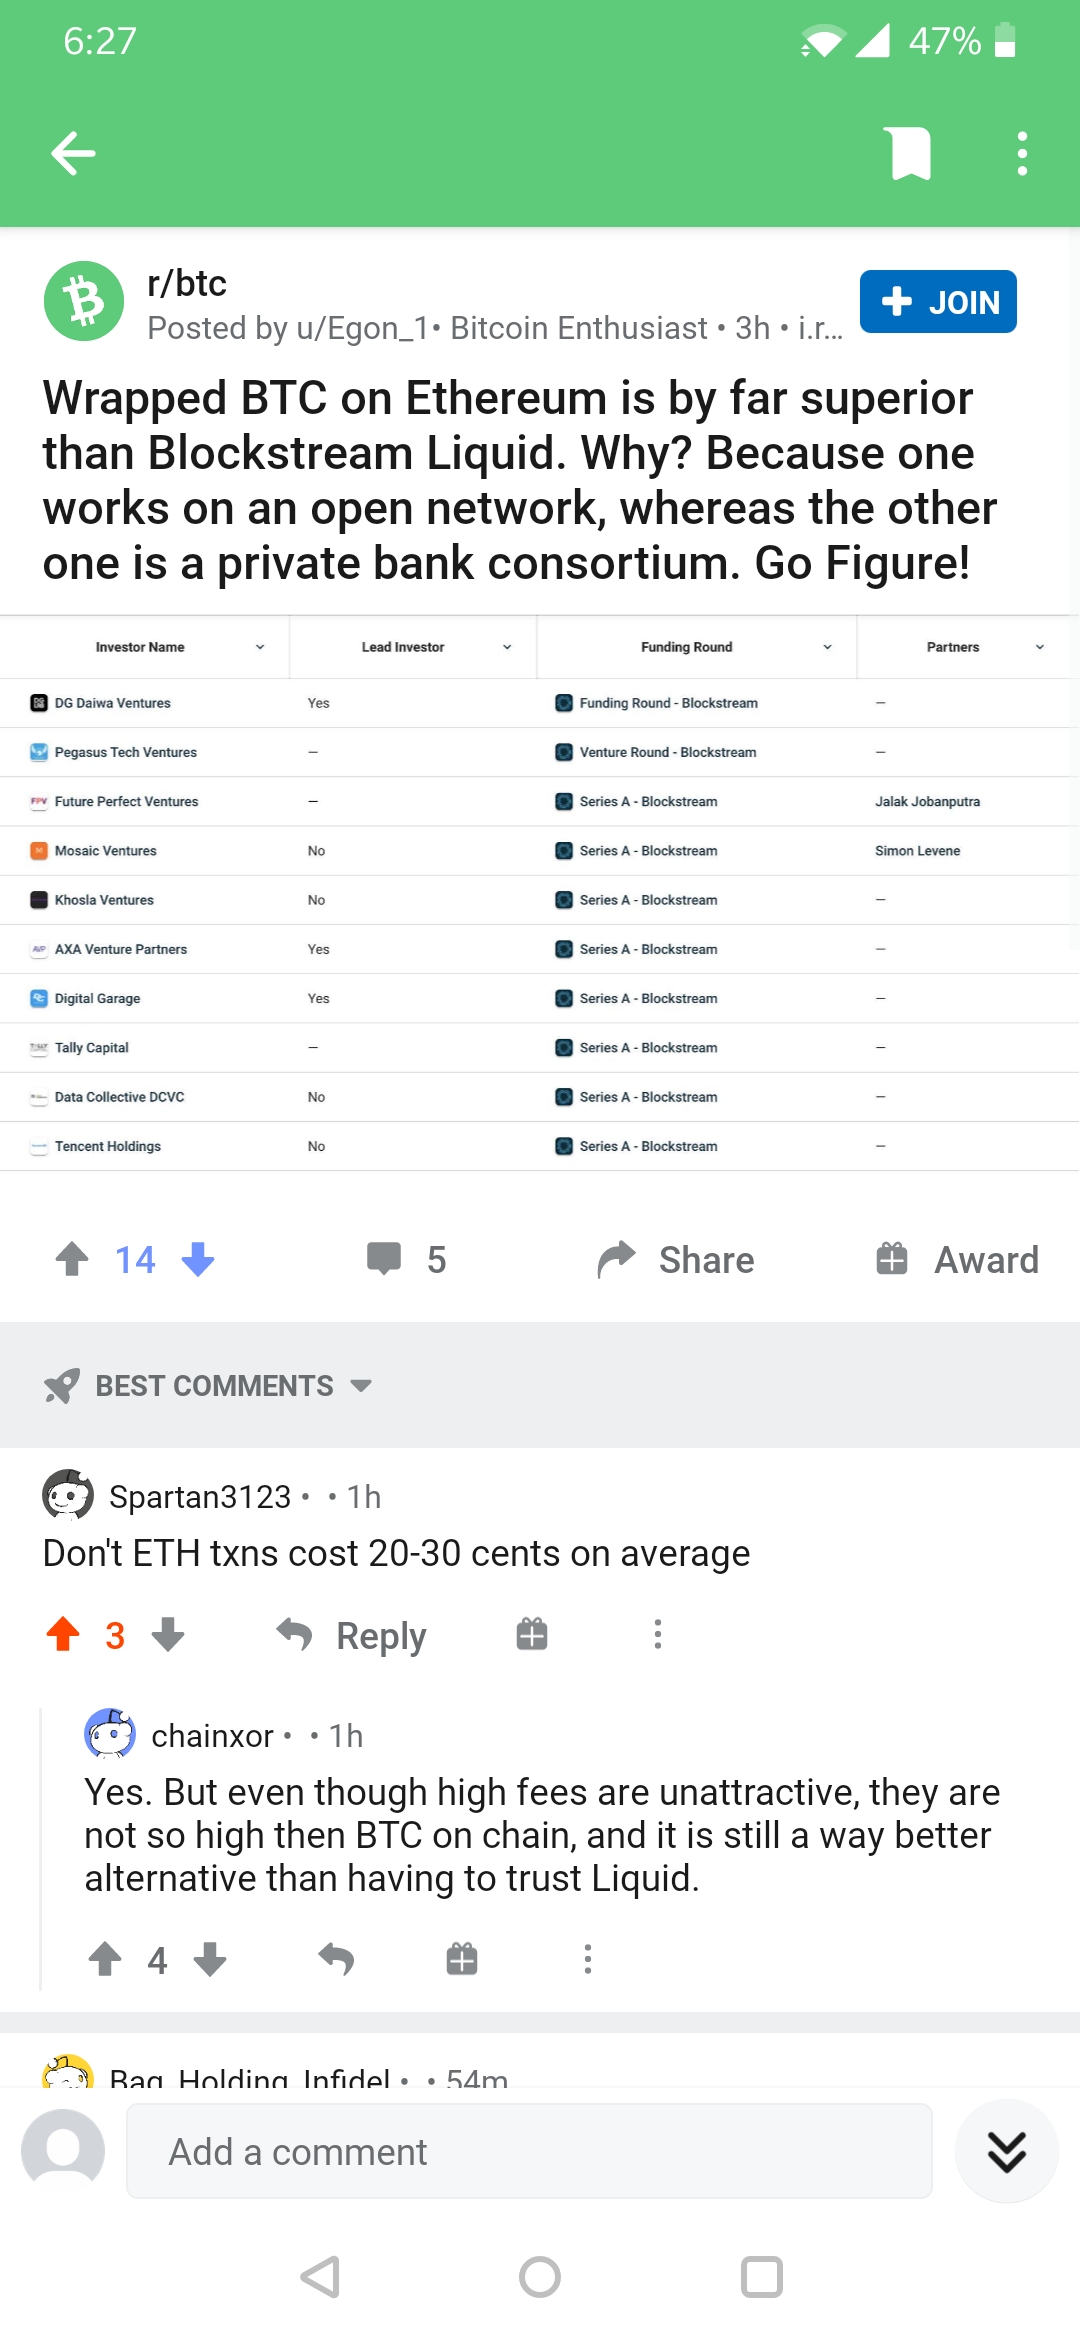 6:27
47%
r/btc
Posted by u/Egon_1• Bitcoin Enthusiast • 3h • i.r...
+ JOIN
Wrapped BTC on Ethereum is by far superior
than Blockstream Liquid. Why? Because one
works on an open network, whereas the other
one is a private bank consortium. Go Figure!
Investor Name Lead Investor Funding Round Partners
DG Daiwa Ventures Yes Funding Round - Blockstream —
Pegasus Tech Ventures — Venture Round - Blockstream —
FPV Future Perfect Ventures — Series A - Blockstream Jalak Jobanputra
M Mosaic Ventures No Series A - Blockstream Simon Levene
Khosla Ventures No Series A - Blockstream —
AVP AXA Venture Partners Yes Series A - Blockstream —
Digital Garage Yes Series A - Blockstream —
Tally Capital — Series A - Blockstream —
Data Collective DCVC No Series A - Blockstream —
Tencent Holdings No Series A - Blockstream —
14 5 Share Award
BEST COMMENTS
Spartan3123 • • 1h
Don't ETH txns cost 20-30 cents on average
3 Reply
chainxor • • 1h
Yes. But even though high fees are unattractive, they are
not so high then BTC on chain, and it is still a way better
alternative than having to trust Liquid.
4
Bag_Holding_Infidel • • 54m
Add a comment